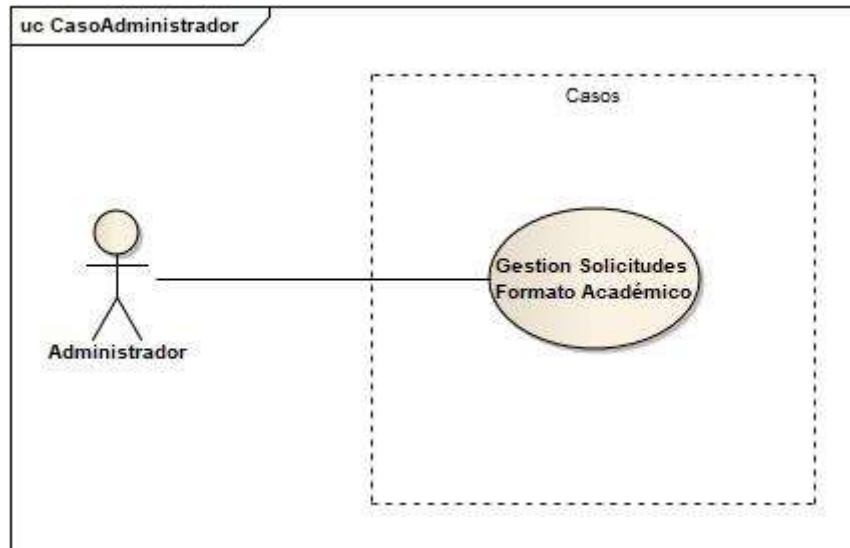 uc CasoAdministrador
Casos
Gestion Solicitudes
Formato Académico
Administrador